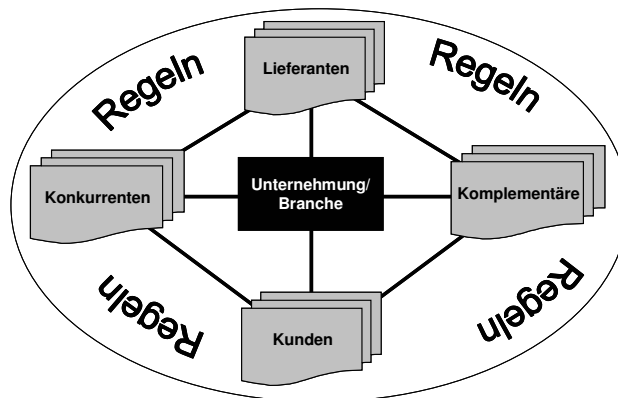 Regeln
Lieferanten
Regeln
Konkurrenten
Unternehmung/
Branche
Komplementäre
Regeln
Kunden
Regeln